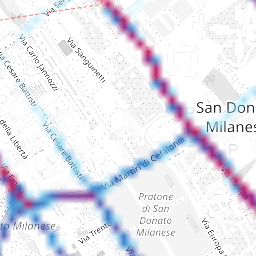 Via Carlo Jannozzi
Via Sanguinetti
Via Cesare Battisti
San Don
Milanes
della Libertà
Via Cesare Battisti
Via Martiri di Cefalonia
Pratone
di San
Donato
Milanese
Milanese
Via Trento
Via Europa